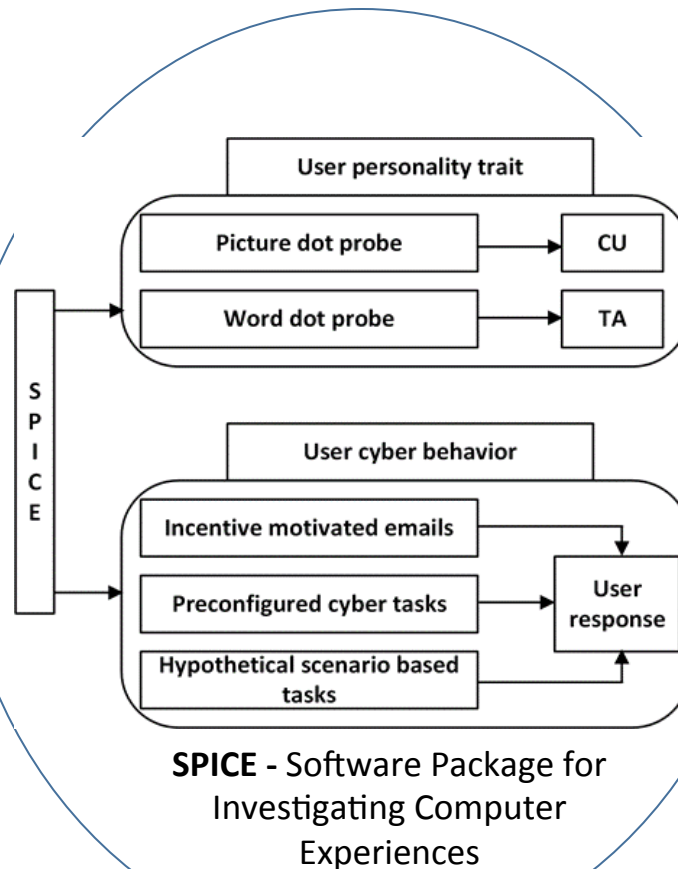 User personality trait
Picture dot probe
CU
Word dot probe
TA
S
P
I
C
E
User cyber behavior
Incentive motivated emails
Preconfigured cyber tasks
User
response
Hypothetical scenario based
tasks
SPICE - Software Package for
Investigating Computer
Experiences